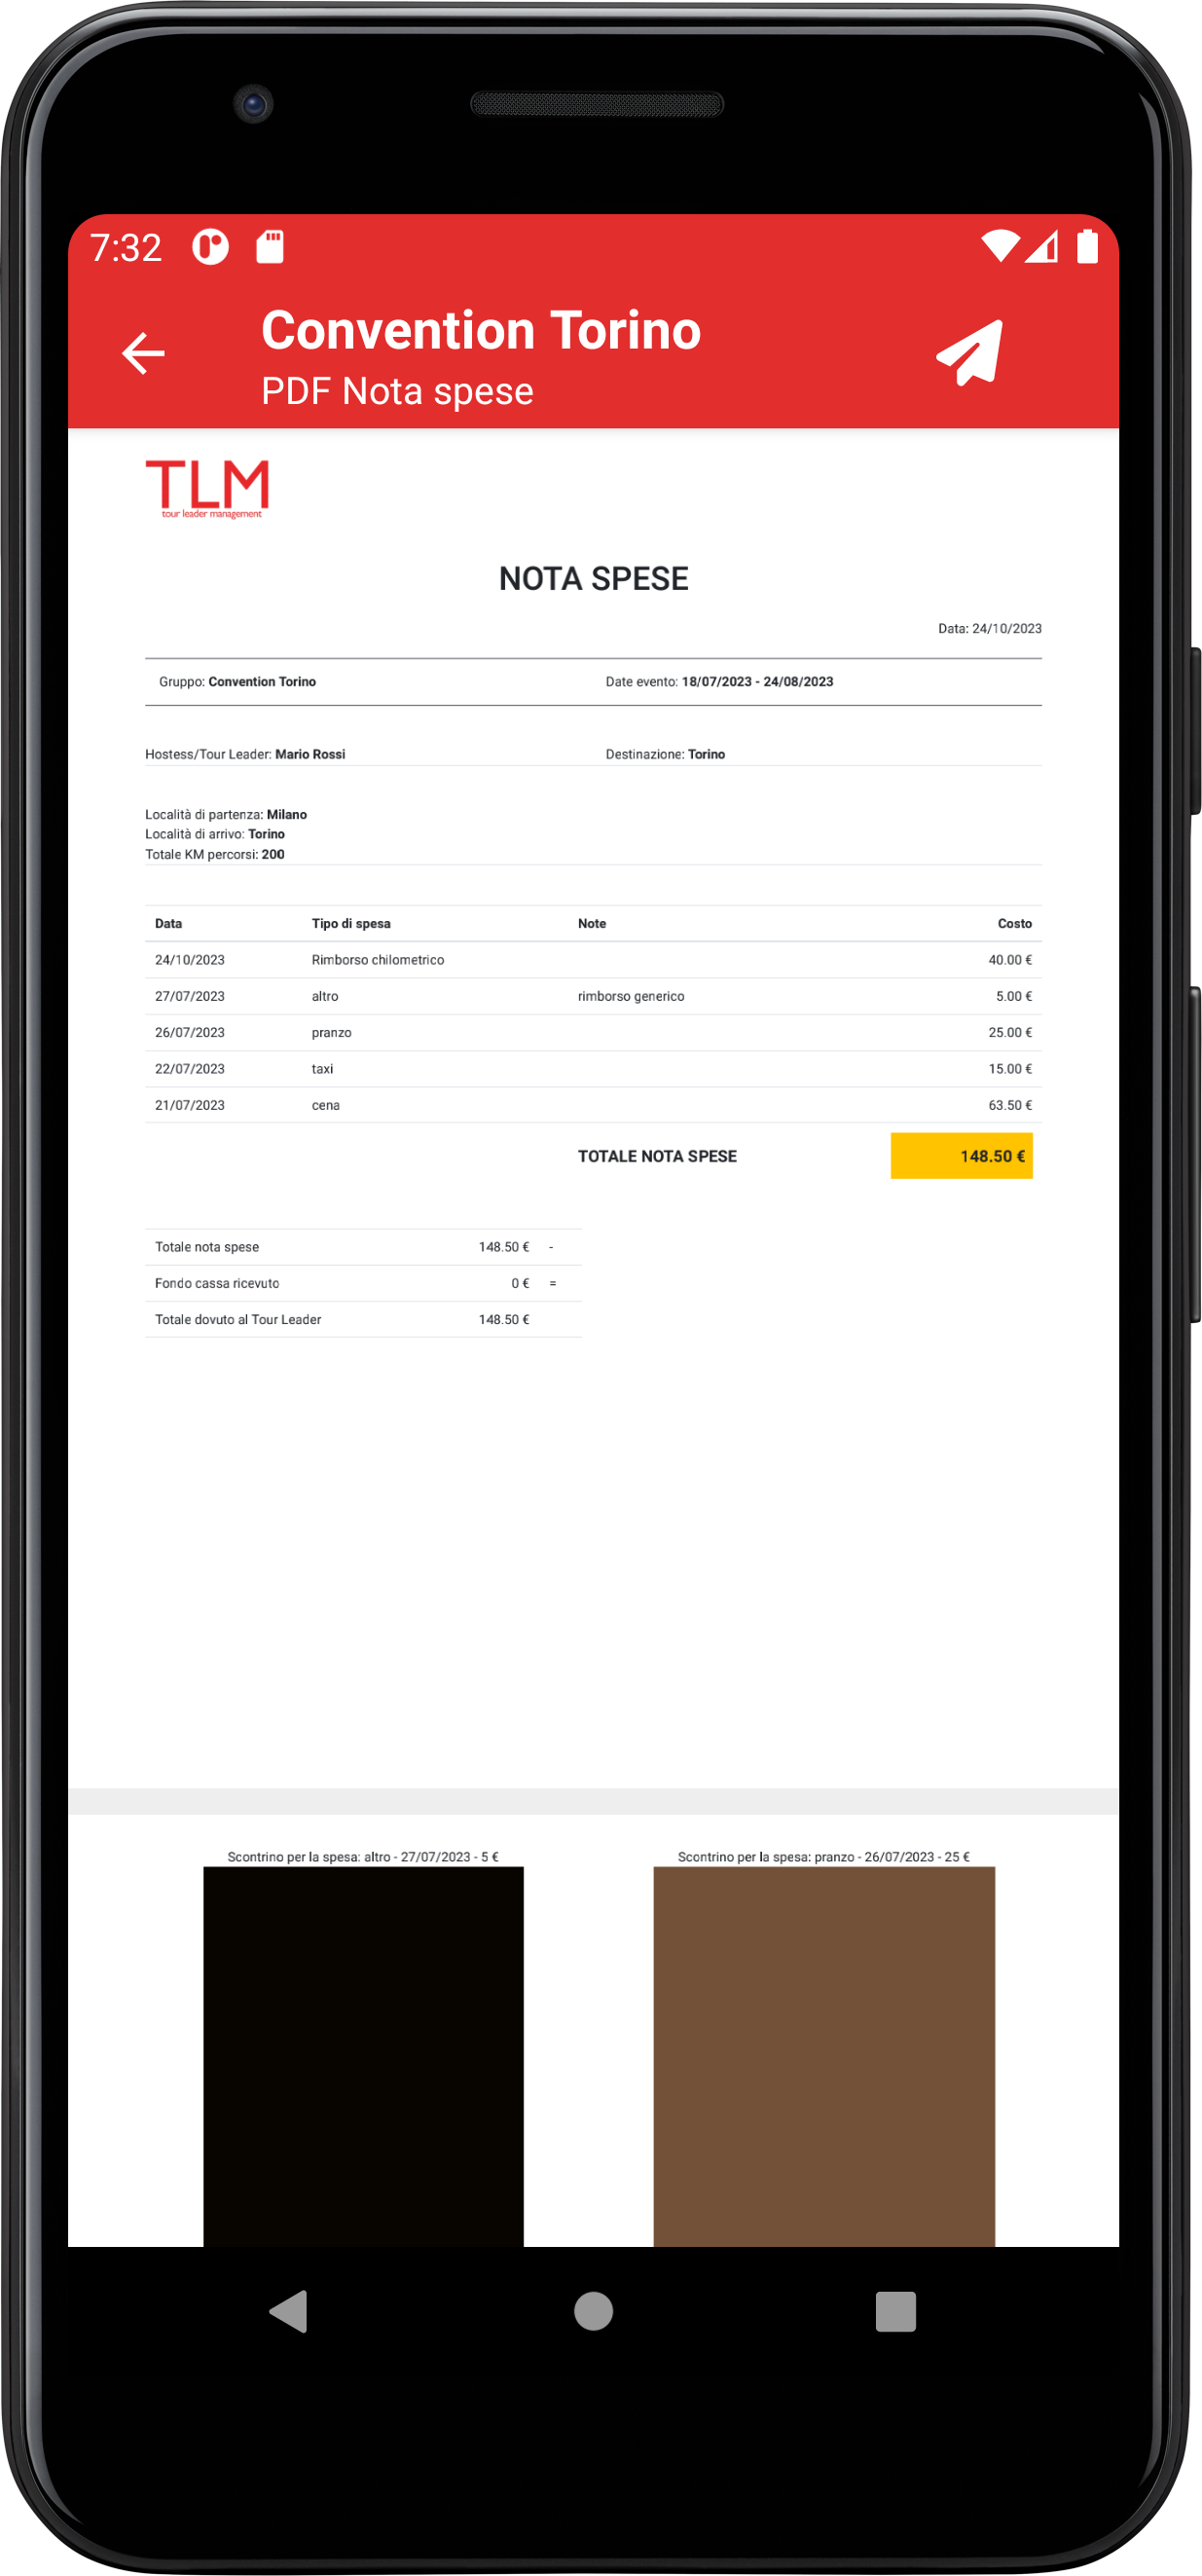 7:32
Convention Torino
PDF Nota spese
TLM
tour leader management
NOTA SPESE
Data: 24/10/2023
Gruppo: Convention Torino Date evento: 18/07/2023 - 24/08/2023
Hostess/Tour Leader: Mario Rossi Destinazione: Torino
Località di partenza: Milano
Località di arrivo: Torino
Totale KM percorsi: 200
Data Tipo di spesa Note Costo
24/10/2023 Rimborso chilometrico 40.00 €
27/07/2023 altro rimborso generico 5.00 €
26/07/2023 pranzo 25.00 €
22/07/2023 taxi 15.00 €
21/07/2023 cena 63.50 €
TOTALE NOTA SPESE 148.50 €
Totale nota spese 148.50 € -
Fondo cassa ricevuto 0 € =
Totale dovuto al Tour Leader 148.50 €
Scontrino per la spesa: altro - 27/07/2023 - 5 € Scontrino per la spesa: pranzo - 26/07/2023 - 25 €